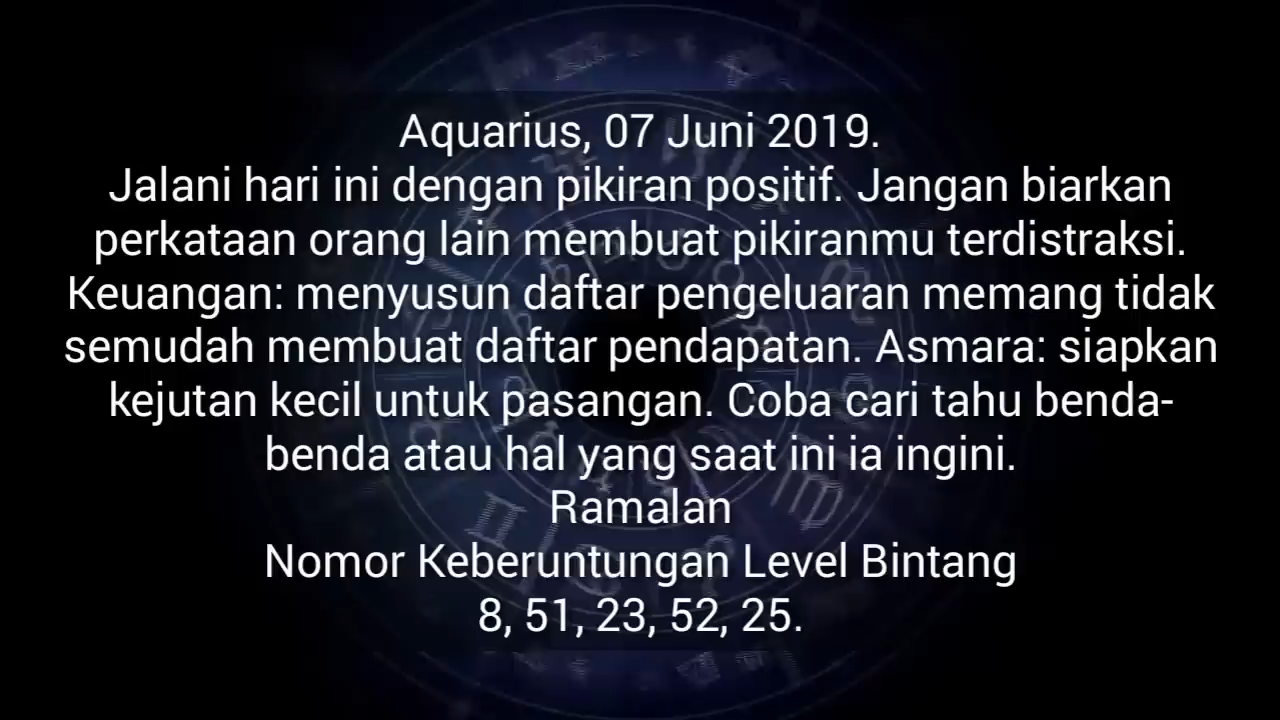 Aquarius, 07 Juni 2019.
Jalani hari ini dengan pikiran positif. Jangan biarkan
perkataan orang lain membuat pikiranmu terdistraksi.
Keuangan: menyusun daftar pengeluaran memang tidak
semudah membuat daftar pendapatan. Asmara: siapkan
kejutan kecil untuk pasangan. Coba cari tahu benda-
benda atau hal yang saat ini ia ingini.
Ramalan
Nomor Keberuntungan Level Bintang
8, 51, 23, 52, 25.